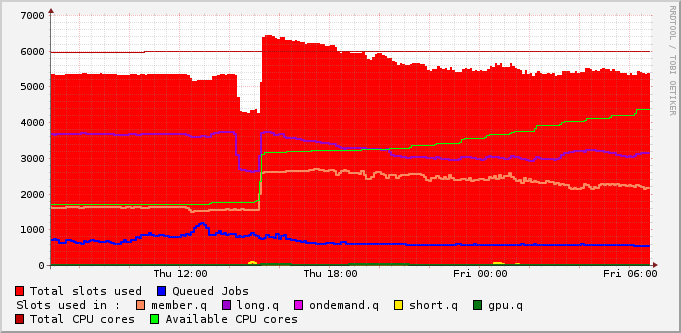 7000
6000
5000
4000
3000
2000
1000
0
Thu 12:00 Thu 18:00 Fri 00:00 Fri 06:00
RRDTOOL / TOBI OETIKER
Total slots used Queued Jobs
Slots used in : member.q long.q ondemand.q short.q gpu.q
Total CPU cores Available CPU cores